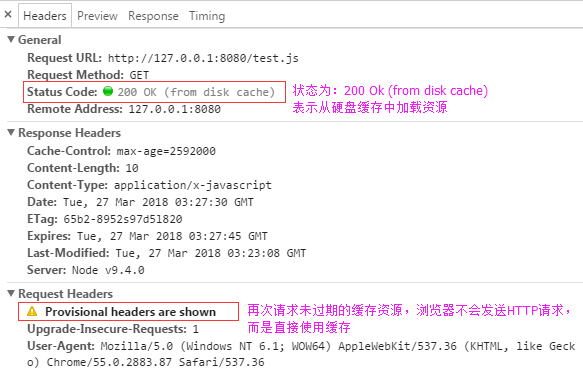 × Headers Preview Response Timing
▼ General
Request URL: http://127.0.0.1:8080/test.js
Request Method: GET
Status Code: 200 OK (from disk cache) 状态为：200 Ok (from disk cache)
Remote Address: 127.0.0.1:8080 表示从硬盘缓存中加载资源
▼ Response Headers
Cache-Control: max-age=2592000
Content-Length: 10
Content-Type: application/x-javascript
Date: Tue, 27 Mar 2018 03:27:30 GMT
ETag: 65b2-8952s97d51820
Expires: Tue, 27 Mar 2018 03:27:45 GMT
Last-Modified: Tue, 27 Mar 2018 03:23:08 GMT
Server: Node v9.4.0
▼ Request Headers
Provisional headers are shown 再次请求未过期的缓存资源，浏览器不会发送HTTP请求，
Upgrade-Insecure-Requests: 1 而是直接使用缓存
User-Agent: Mozilla/5.0 (Windows NT 6.1; WOW64) AppleWebKit/537.36 (KHTML, like Geck
o) Chrome/55.0.2883.87 Safari/537.36